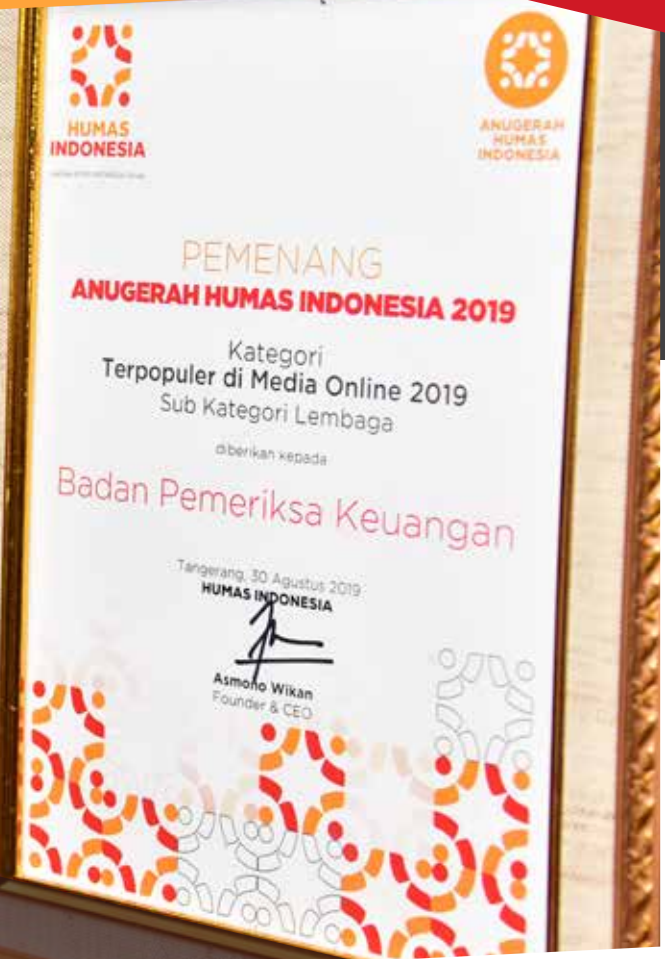 HUMAS
INDONESIA
ANUGERAH
HUMAS
INDONESIA
PEMENANG
ANUGERAH HUMAS INDONESIA 2019
Kategori
Terpopuler di Media Online 2019
Sub Kategori Lembaga
diberikan kepada
Badan Pemeriksa Keuangan
Tangerang, 30 Agustus 2019
HUMAS INDONESIA
Asmono Wikan
Founder & CEO